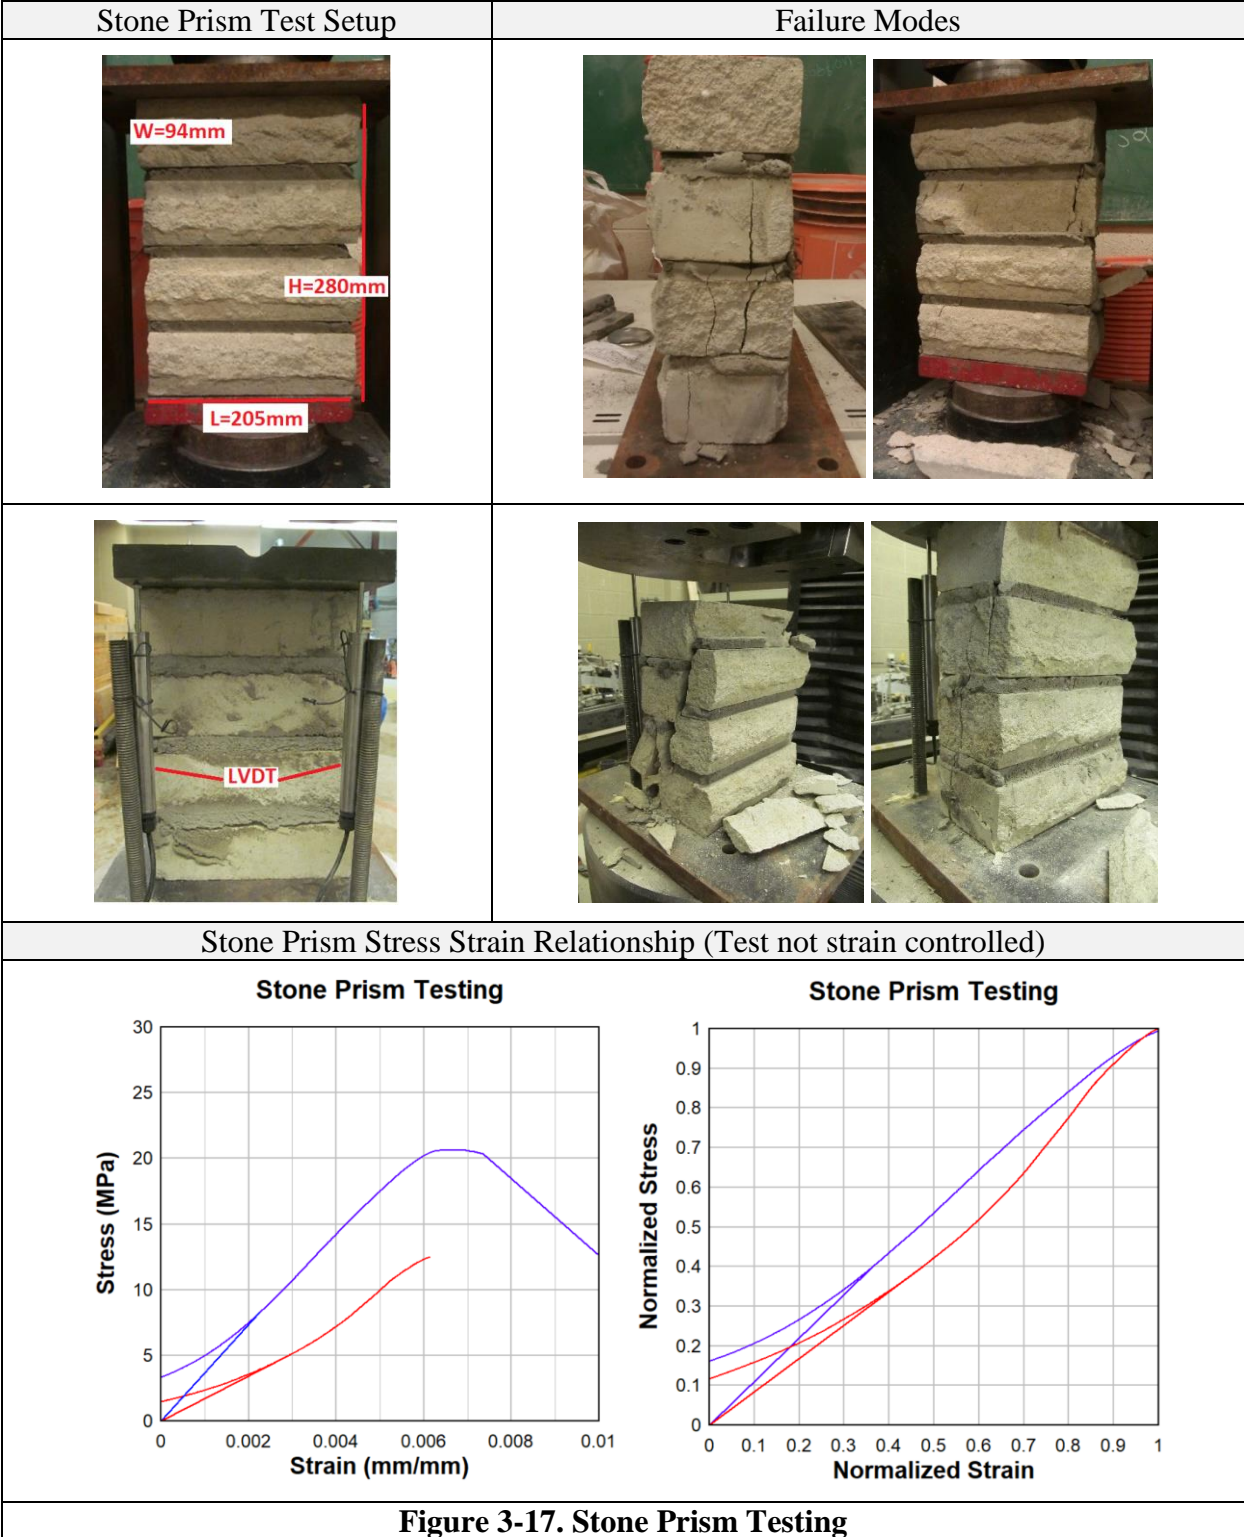 Stone Prism Test Setup
Failure Modes
W=94mm
H=280mm
L=205mm
LVDT
Stone Prism Stress Strain Relationship (Test not strain controlled)
Stone Prism Testing
30
25
20
15
10
5
0
Stress (MPa)
0 0.002 0.004 0.006 0.008 0.01
Strain (mm/mm)
Stone Prism Testing
1
0.9
0.8
0.7
0.6
0.5
0.4
0.3
0.2
0.1
0
Normalized Stress
0 0.1 0.2 0.3 0.4 0.5 0.6 0.7 0.8 0.9 1
Normalized Strain
Figure 3-17. Stone Prism Testing